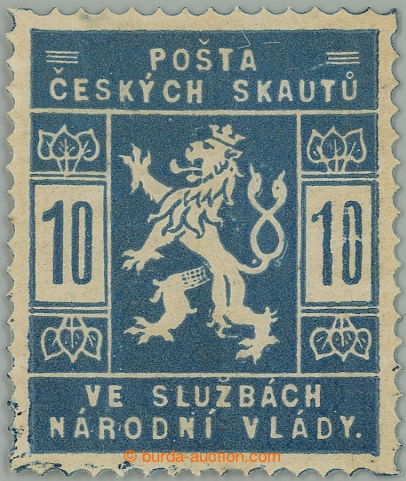 POŠTA
ČESKÝCH SKAUTŮ
10 10
VE SLUŽBÁCH
NÁRODNÍ VLÁDY.
© burda-auction.com